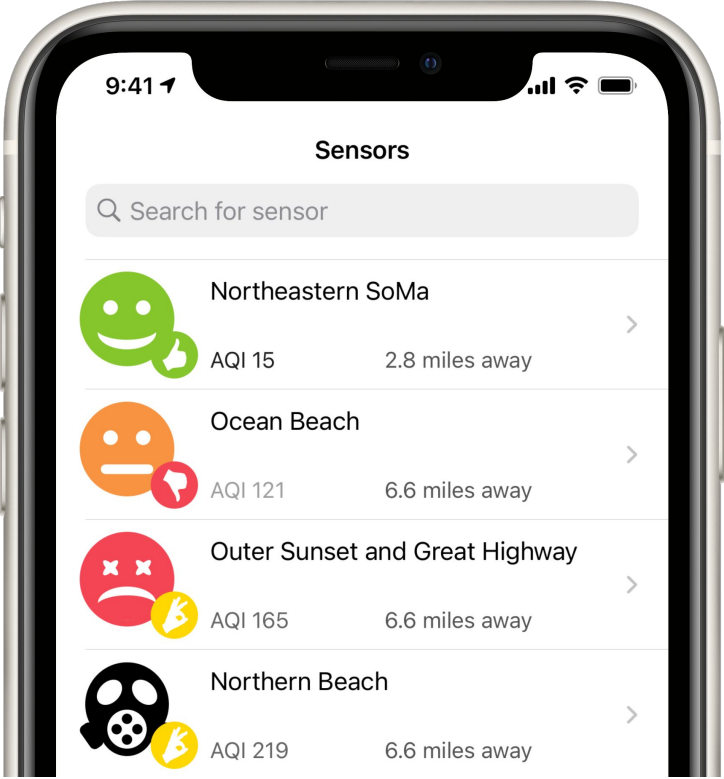 9:41
Sensors
Search for sensor
Northeastern SoMa
AQI 15 2.8 miles away
Ocean Beach
AQI 121 6.6 miles away
Outer Sunset and Great Highway
AQI 165 6.6 miles away
Northern Beach
AQI 219 6.6 miles away